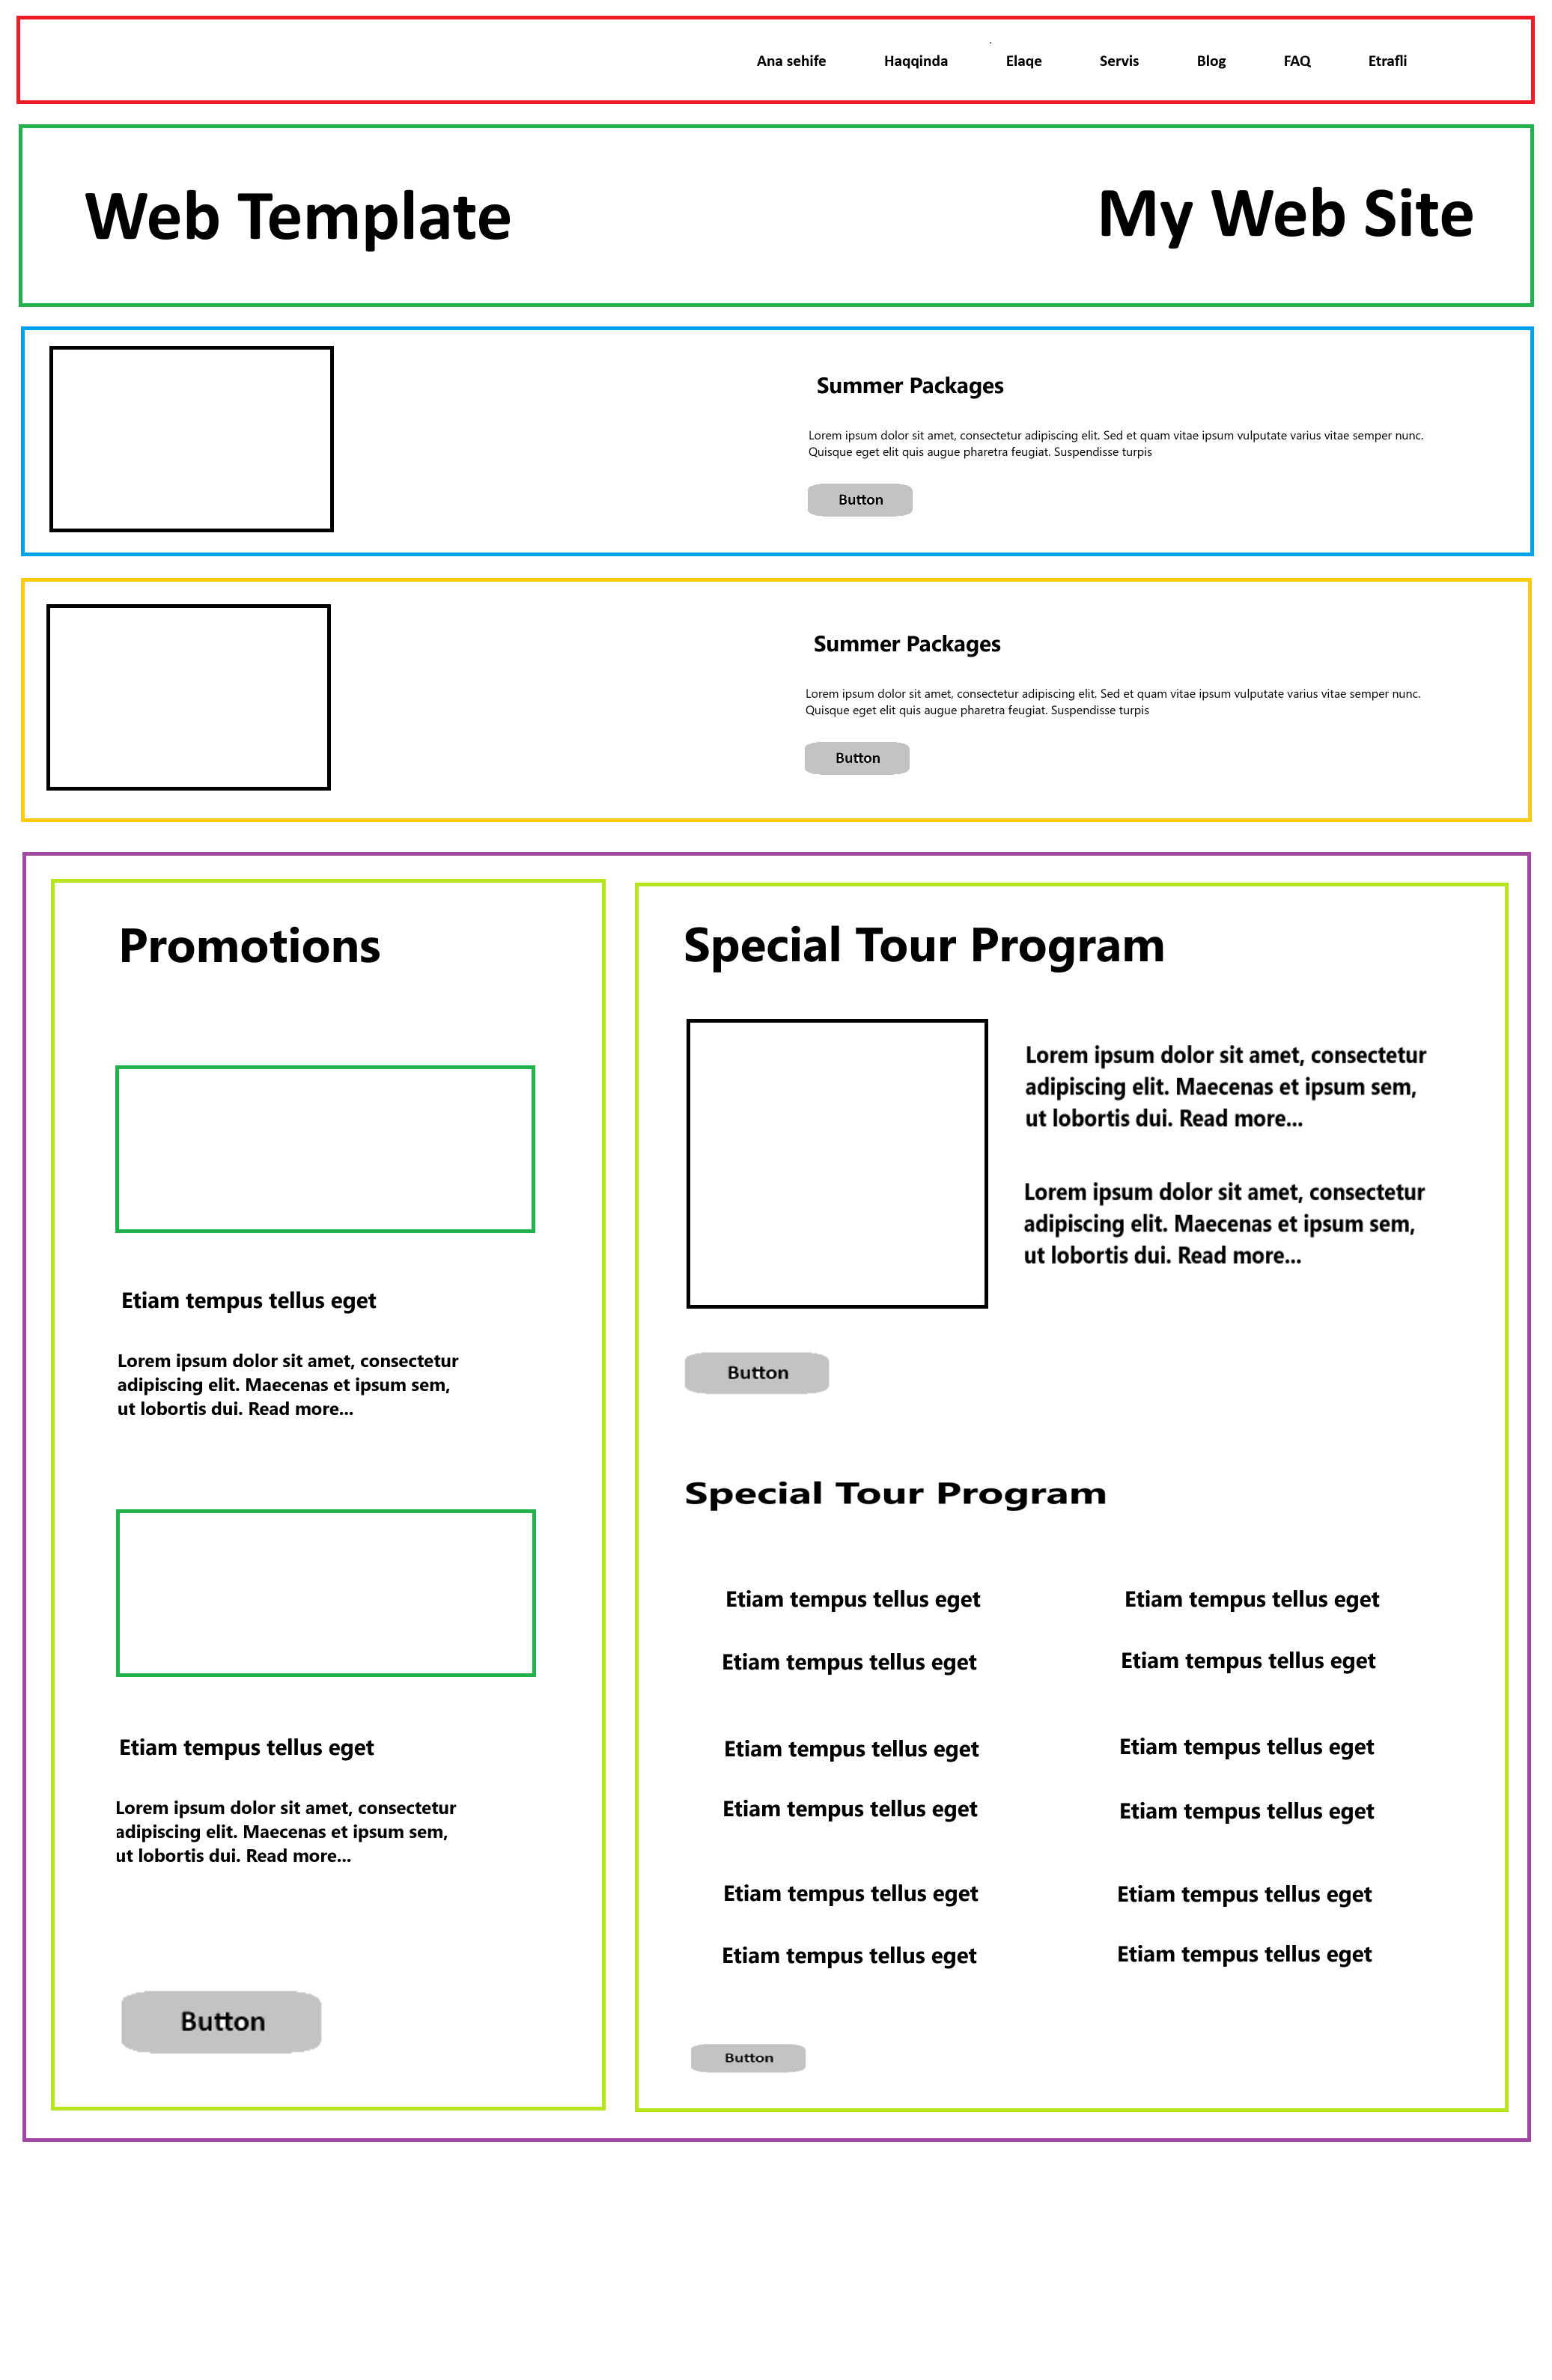 Ana sehife Haqqinda Elaqe Servis Blog FAQ Etrafli
Web Template
My Web Site
Summer Packages
Lorem ipsum dolor sit amet, consectetur adipiscing elit. Sed et quam vitae ipsum vulputate varius vitae semper nunc.
Quisque eget elit quis augue pharetra feugiat. Suspendisse turpis
Button
Summer Packages
Lorem ipsum dolor sit amet, consectetur adipiscing elit. Sed et quam vitae ipsum vulputate varius vitae semper nunc.
Quisque eget elit quis augue pharetra feugiat. Suspendisse turpis
Button
Promotions
Etiam tempus tellus eget
Lorem ipsum dolor sit amet, consectetur
adipiscing elit. Maecenas et ipsum sem,
ut lobortis dui. Read more...
Etiam tempus tellus eget
Lorem ipsum dolor sit amet, consectetur
adipiscing elit. Maecenas et ipsum sem,
ut lobortis dui. Read more...
Button
Special Tour Program
Lorem ipsum dolor sit amet, consectetur
adipiscing elit. Maecenas et ipsum sem,
ut lobortis dui. Read more...
Lorem ipsum dolor sit amet, consectetur
adipiscing elit. Maecenas et ipsum sem,
ut lobortis dui. Read more...
Button
Special Tour Program
Etiam tempus tellus eget Etiam tempus tellus eget
Etiam tempus tellus eget Etiam tempus tellus eget
Etiam tempus tellus eget Etiam tempus tellus eget
Etiam tempus tellus eget Etiam tempus tellus eget
Etiam tempus tellus eget Etiam tempus tellus eget
Etiam tempus tellus eget Etiam tempus tellus eget
Button